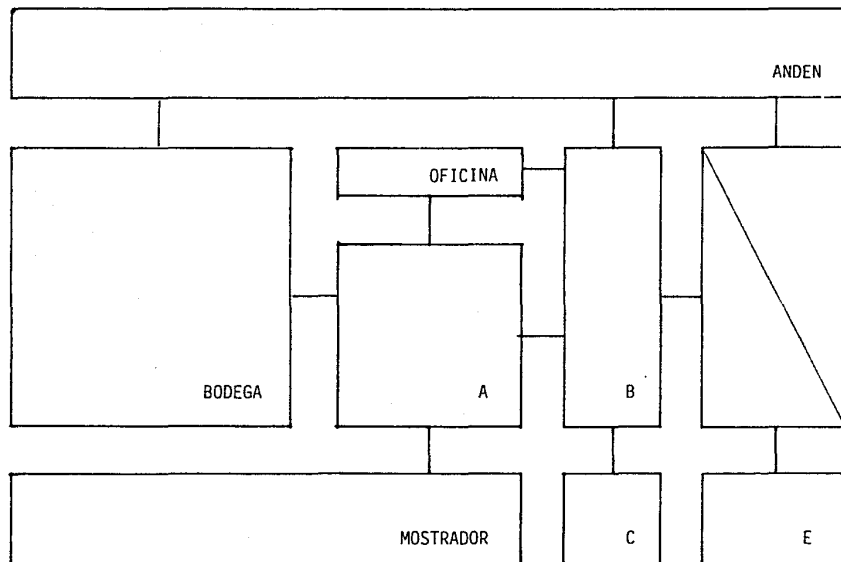 ANDEN
OFICINA
BODEGA
A
B
MOSTRADOR
C
E